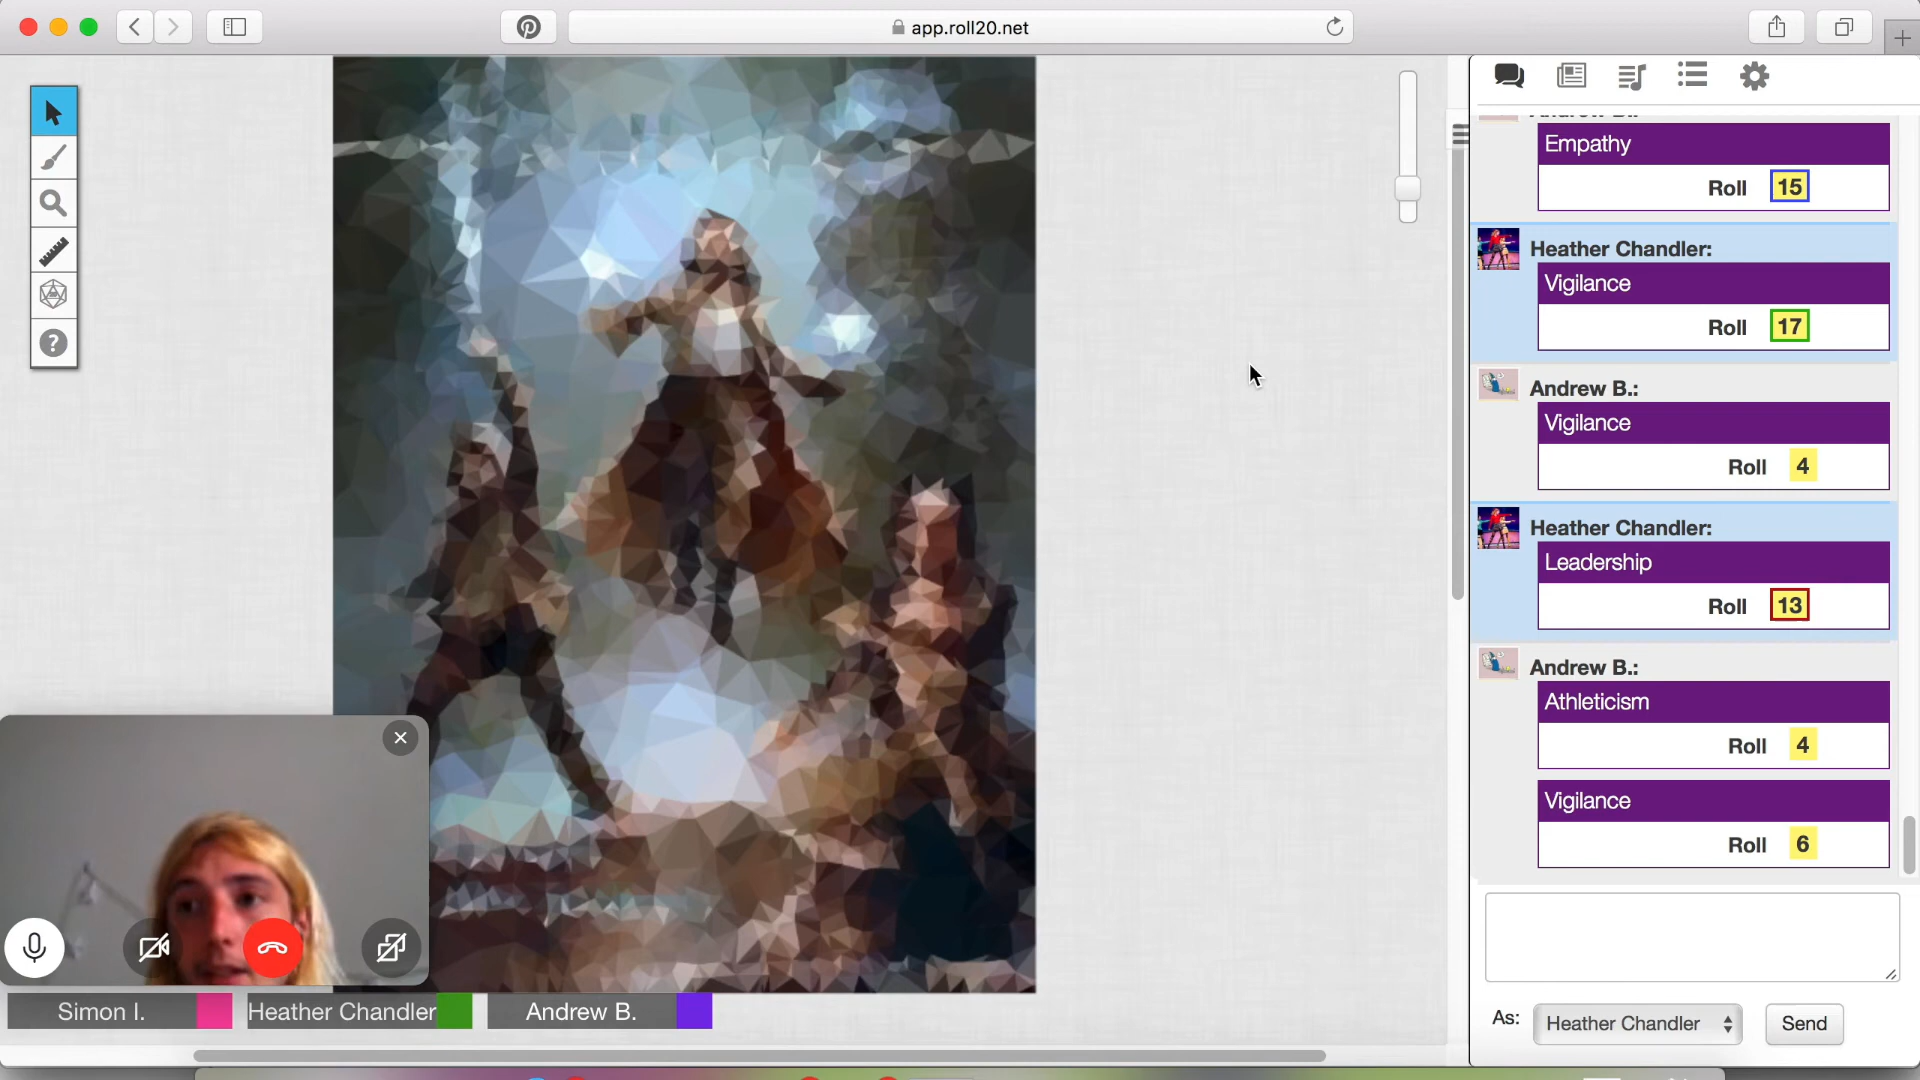 app.roll20.net
Empathy
Roll 15
Heather Chandler:
Vigilance
Roll 17
Andrew B.:
Vigilance
Roll 4
Heather Chandler:
Leadership
Roll 13
Andrew B.:
Athleticism
Roll 4
Vigilance
Roll 6
As: Heather Chandler Send
Simon I. Heather Chandler Andrew B.